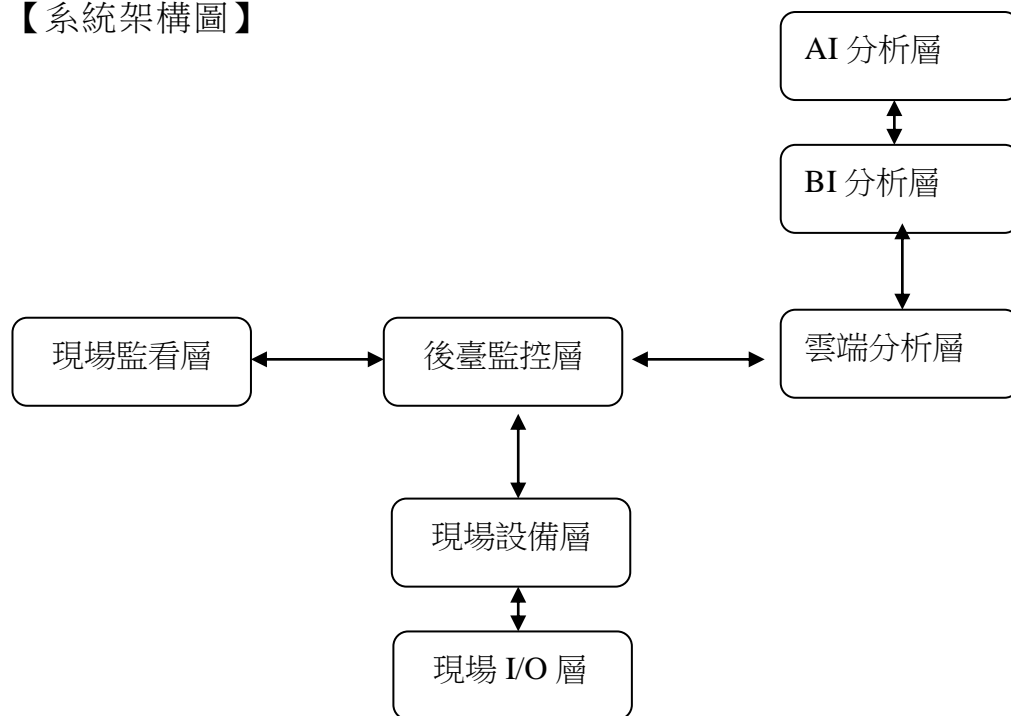 【系統架構圖】
AI 分析層
BI 分析層
現場監看層
後臺監控層
雲端分析層
現場設備層
現場 I/O 層